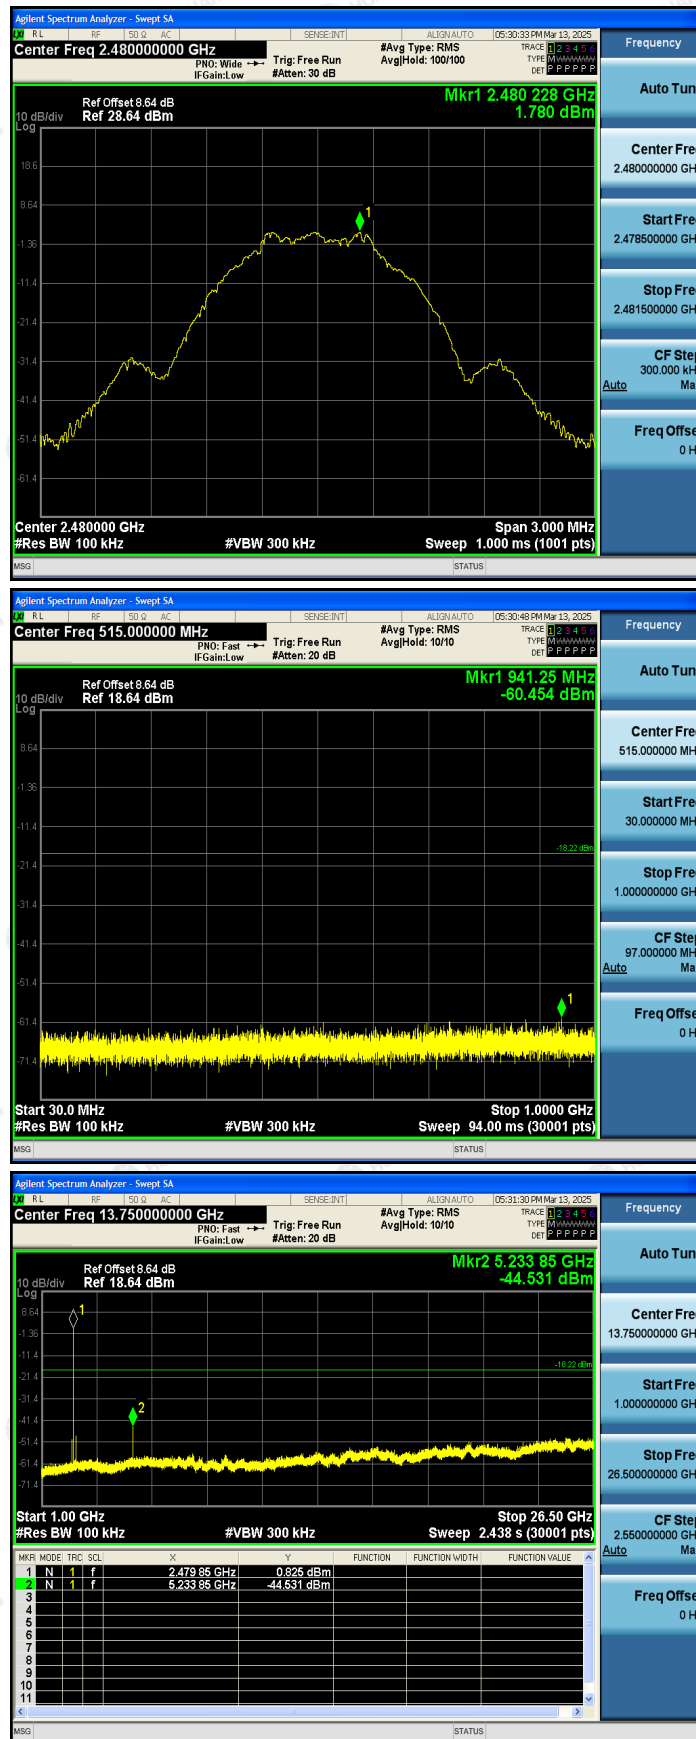 Agilent Spectrum Analyzer - Swept SA
LXI RL RF 50 Ω AC SENSE:INT ALIGNAUTO 05:30:33 PM Mar 13, 2025
Center Freq 2.480000000 GHz #Avg Type: RMS TRACE 1 2 3 4 5 6
PNO: Wide Trig: Free Run Avg|Hold: 100/100 TYPE MWWWWW
IFGain:Low #Atten: 30 dB DET P P P P P P
Frequency
Auto Tun
Mkr1 2.480 228 GHz
1.780 dBm
Ref Offset 8.64 dB
10 dB/div Ref 28.64 dBm
Log
1
18.6
8.64
-1.36
-11.4
-21.4
-31.4
-41.4
-51.4
-61.4
Center Fre
2.480000000 GH
Start Fre
2.478500000 GH
Stop Fre
2.481500000 GH
CF Step
300.000 kH
Auto Ma
Freq Offse
0 H
Center 2.480000 GHz Span 3.000 MHz
#Res BW 100 kHz #VBW 300 kHz Sweep 1.000 ms (1001 pts)
MSG STATUS
Agilent Spectrum Analyzer - Swept SA
LXI RL RF 50 Ω AC SENSE:INT ALIGNAUTO 05:30:48 PM Mar 13, 2025
Center Freq 515.000000 MHz #Avg Type: RMS TRACE 1 2 3 4 5 6
PNO: Fast Trig: Free Run Avg|Hold: 10/10 TYPE MWWWWW
IFGain:Low #Atten: 20 dB DET P P P P P P
Frequency
Auto Tun
Mkr1 941.25 MHz
-60.454 dBm
Ref Offset 8.64 dB
10 dB/div Ref 18.64 dBm
Log
8.64
-1.36
-11.4
-18.22 dBm
-21.4
-31.4
-41.4
-51.4
1
-61.4
-71.4
Center Fre
515.000000 MH
Start Fre
30.000000 MH
Stop Fre
1.000000000 GH
CF Step
97.000000 MH
Auto Ma
Freq Offse
0 H
Start 30.0 MHz Stop 1.0000 GHz
#Res BW 100 kHz #VBW 300 kHz Sweep 94.00 ms (30001 pts)
MSG STATUS
Agilent Spectrum Analyzer - Swept SA
LXI RL RF 50 Ω AC SENSE:INT ALIGNAUTO 05:31:30 PM Mar 13, 2025
Center Freq 13.750000000 GHz #Avg Type: RMS TRACE 1 2 3 4 5 6
PNO: Fast Trig: Free Run Avg|Hold: 10/10 TYPE MWWWWW
IFGain:Low #Atten: 20 dB DET P P P P P P
Frequency
Auto Tun
Mkr2 5.233 85 GHz
-44.531 dBm
Ref Offset 8.64 dB
10 dB/div Ref 18.64 dBm
Log
1
8.64
-1.36
-11.4
-18.22 dBm
-21.4
-31.4
2
-41.4
-51.4
-61.4
-71.4
Center Fre
13.750000000 GH
Start Fre
1.000000000 GH
Stop Fre
26.500000000 GH
CF Step
2.550000000 GH
Auto Ma
Freq Offse
0 H
Start 1.00 GHz Stop 26.50 GHz
#Res BW 100 kHz #VBW 300 kHz Sweep 2.438 s (30001 pts)
MKR MODE TRC SCL X Y FUNCTION FUNCTION WIDTH FUNCTION VALUE
1 N 1 f 2.479 85 GHz 0.825 dBm
2 N 1 f 5.233 85 GHz -44.531 dBm
3
4
5
6
7
8
9
10
11
MSG STATUS